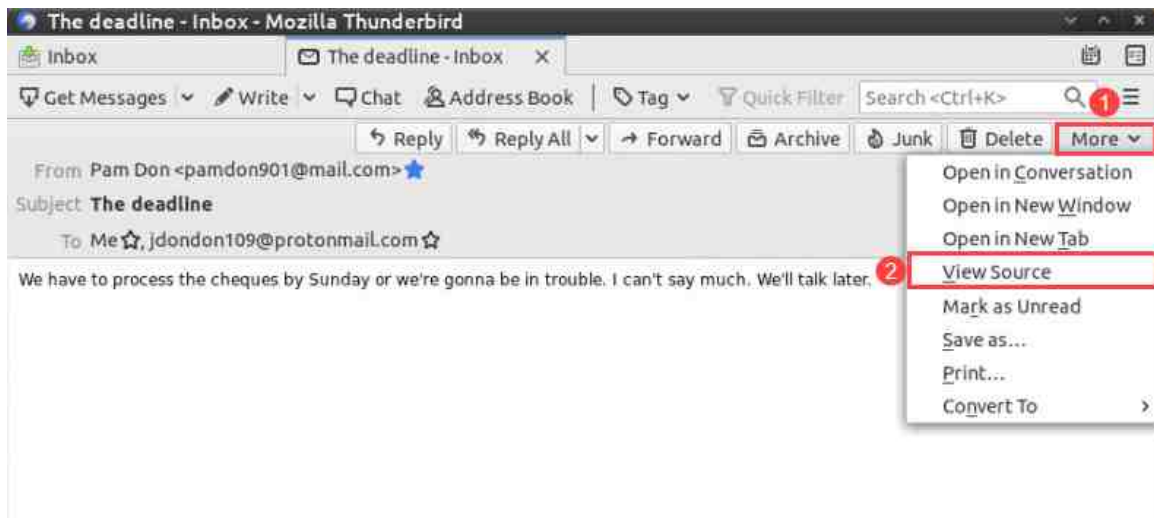 The deadline - Inbox - Mozilla Thunderbird
Inbox The deadline - Inbox X
Get Messages Write Chat Address Book Tag Quick Filter Search <Ctrl+K>
1
Reply Reply All Forward Archive Junk Delete More
From Pam Don <pamdon901@mail.com>
Subject The deadline
To Me, jdondon109@protonmail.com
We have to process the cheques by Sunday or we're gonna be in trouble. I can't say much. We'll talk later.
Open in Conversation
Open in New Window
Open in New Tab
2 View Source
Mark as Unread
Save as...
Print...
Convert To